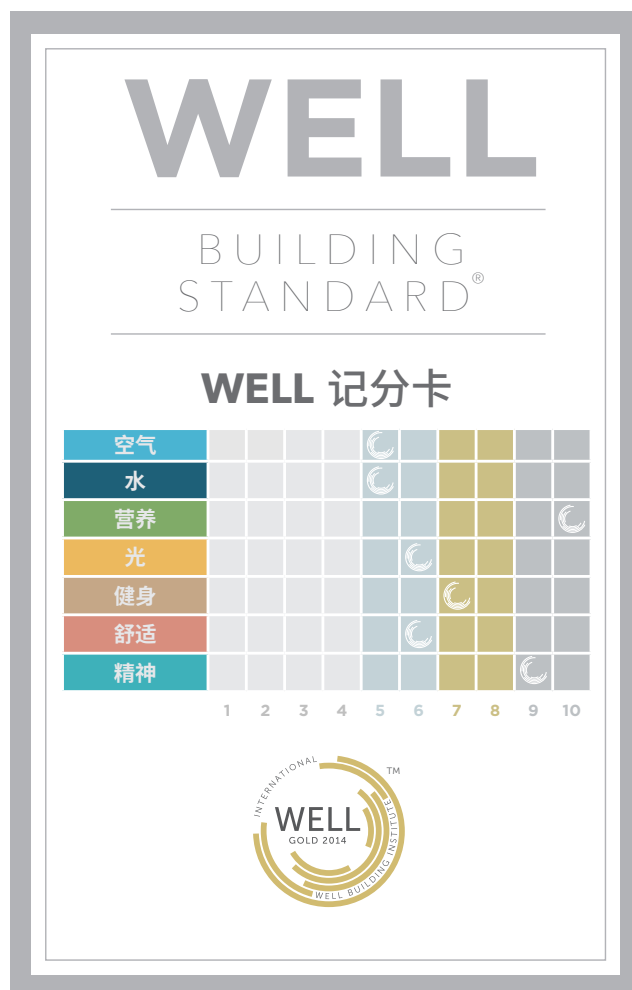 WELL
BUILDING
STANDARD®
WELL 记分卡
空气
水
营养
光
健身
舒适
精神
1 2 3 4 5 6 7 8 9 10
INTERNATIONAL
WELL BUILDING INSTITUTE
TM
WELL
GOLD 2014